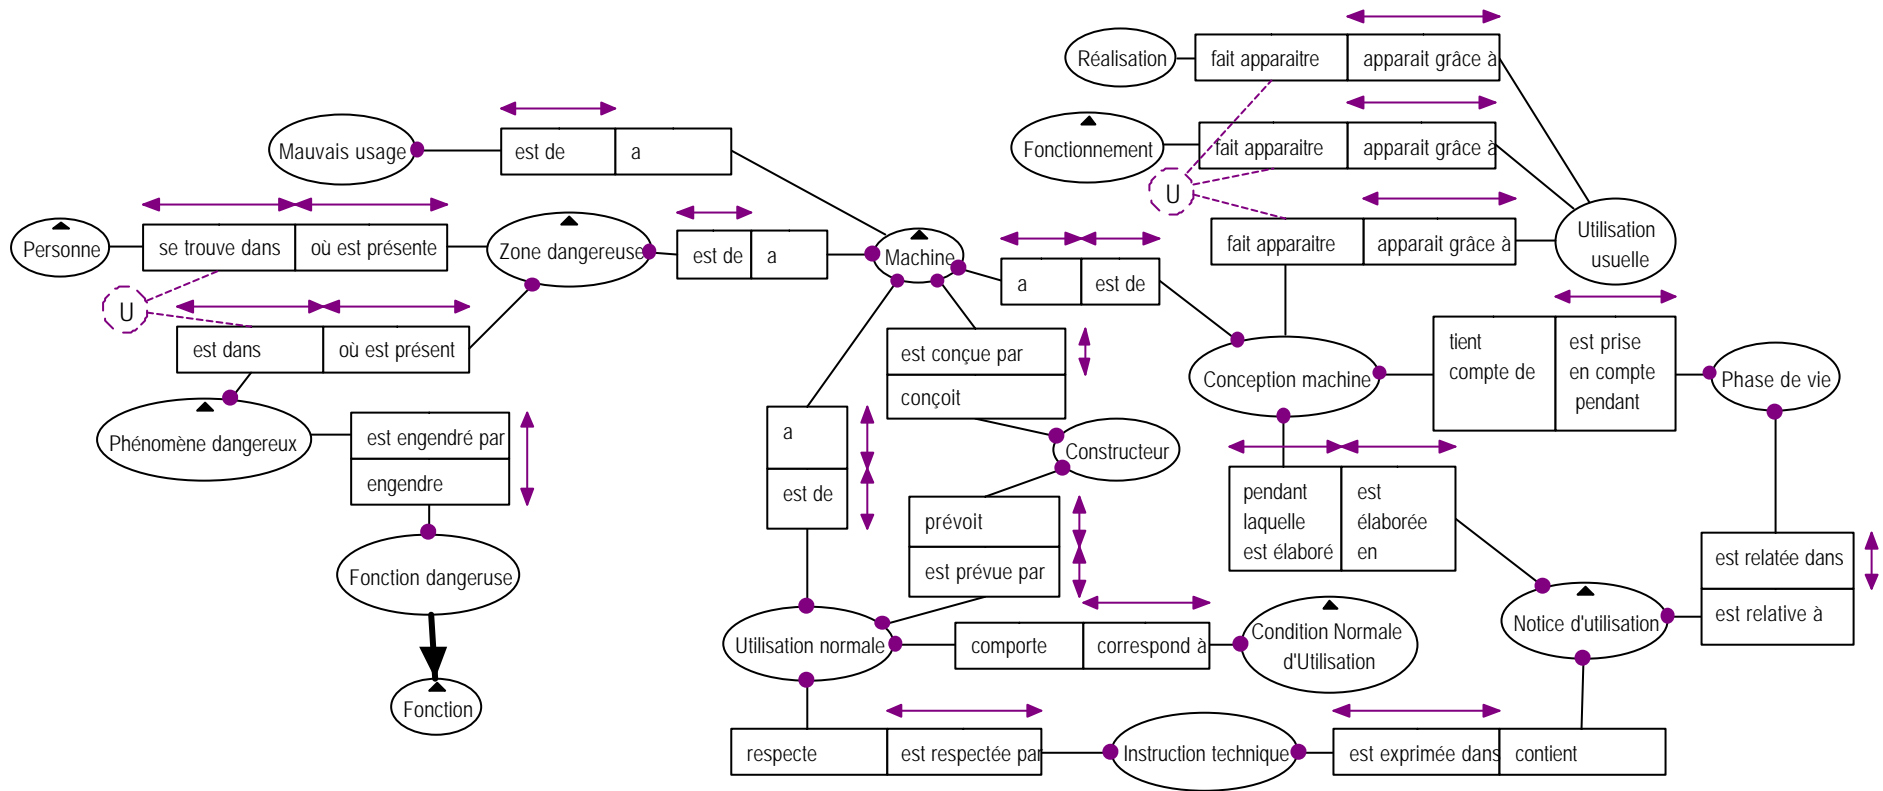 Réalisation
fait apparaitre
apparait grâce à
Mauvais usage
est de
a
Fonctionnement
fait apparaitre
apparait grâce à
U
Personne
se trouve dans
où est présente
Zone dangereuse
est de
a
Machine
a
est de
fait apparaitre
apparait grâce à
Utilisation
usuelle
U
est dans
où est présent
est conçue par
conçoit
Conception machine
tient
compte de
est prise
en compte
pendant
Phase de vie
Phénomène dangereux
est engendré par
engendre
a
est de
Constructeur
pendant
laquelle
est élaboré
est
élaborée
en
prévoit
est prévue par
Fonction dangeruse
est relatée dans
est relative à
Utilisation normale
comporte
correspond à
Condition Normale
d'Utilisation
Notice d'utilisation
Fonction
respecte
est respectée par
Instruction technique
est exprimée dans
contient